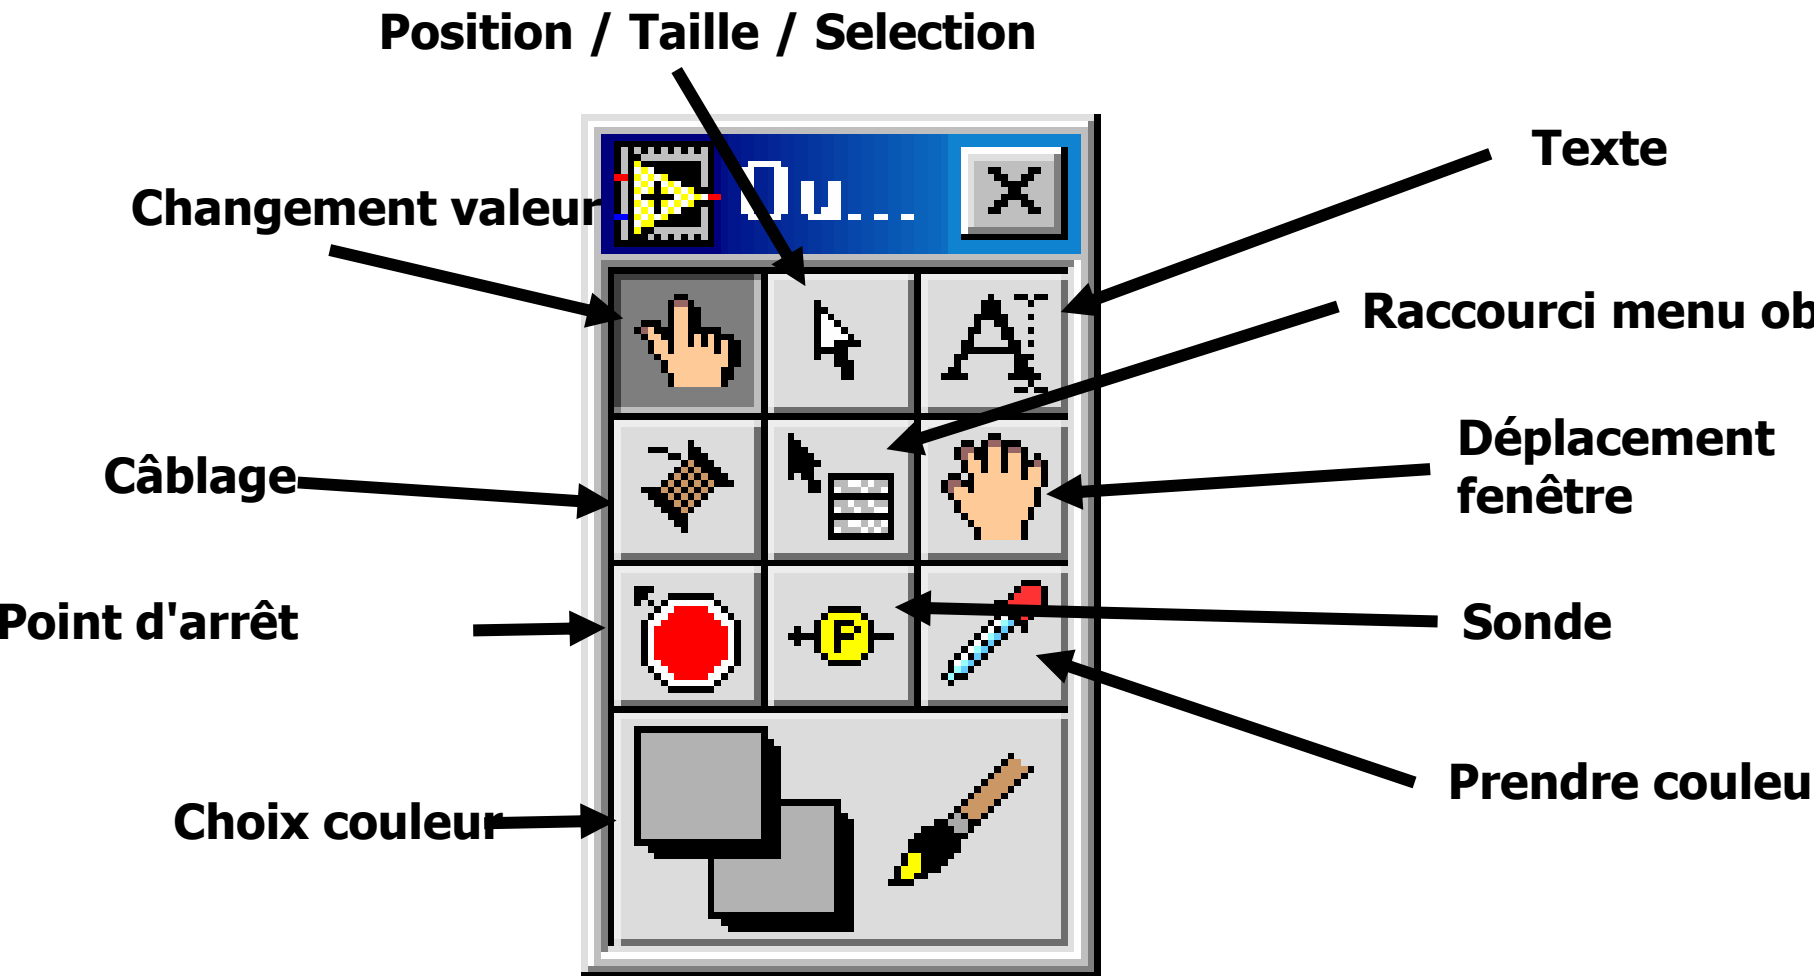 Position / Taille / Selection
Texte
Ou...
Changement valeur
Raccourci menu ob
Déplacement
fenêtre
Câblage
Point d'arrêt
P
Sonde
Prendre couleu
Choix couleur